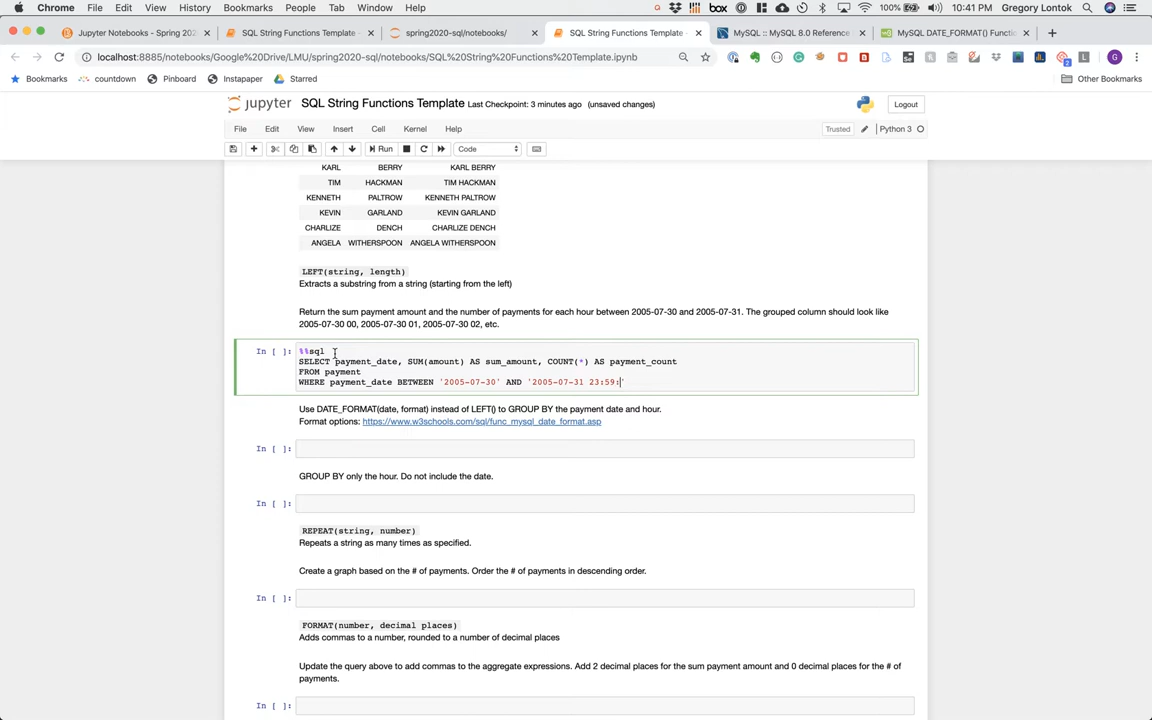 Chrome File Edit View History Bookmarks People Tab Window Help
box 100% 10:41 PM Gregory Lontok
Jupyter Notebooks - Spring 202
SQL String Functions Template
spring2020-sql/notebooks/
SQL String Functions Template
MySQL :: MySQL 8.0 Reference
MySQL DATE_FORMAT() Functi
localhost:8885/notebooks/Google%20Drive/LMU/spring2020-sql/notebooks/SQL%20String%20Functions%20Template.ipynb
Bookmarks countdown Pinboard Instapaper Starred Other Bookmarks
jupyter SQL String Functions Template Last Checkpoint: 3 minutes ago (unsaved changes) Logout
File Edit View Insert Cell Kernel Help Trusted Python 3
Run Code
KARL BERRY KARL BERRY
TIM HACKMAN TIM HACKMAN
KENNETH PALTROW KENNETH PALTROW
KEVIN GARLAND KEVIN GARLAND
CHARLIZE DENCH CHARLIZE DENCH
ANGELA WITHERSPOON ANGELA WITHERSPOON
LEFT(string, length)
Extracts a substring from a string (starting from the left)
Return the sum payment amount and the number of payments for each hour between 2005-07-30 and 2005-07-31. The grouped column should look like
2005-07-30 00, 2005-07-30 01, 2005-07-30 02, etc.
In [ ]: %%sql
SELECT payment_date, SUM(amount) AS sum_amount, COUNT(*) AS payment_count
FROM payment
WHERE payment_date BETWEEN '2005-07-30' AND '2005-07-31 23:59:'
Use DATE_FORMAT(date, format) instead of LEFT() to GROUP BY the payment date and hour.
Format options: https://www.w3schools.com/sql/func_mysql_date_format.asp
In [ ]:
GROUP BY only the hour. Do not include the date.
In [ ]:
REPEAT(string, number)
Repeats a string as many times as specified.
Create a graph based on the # of payments. Order the # of payments in descending order.
In [ ]:
FORMAT(number, decimal places)
Adds commas to a number, rounded to a number of decimal places
Update the query above to add commas to the aggregate expressions. Add 2 decimal places for the sum payment amount and 0 decimal places for the # of
payments.
In [ ]: